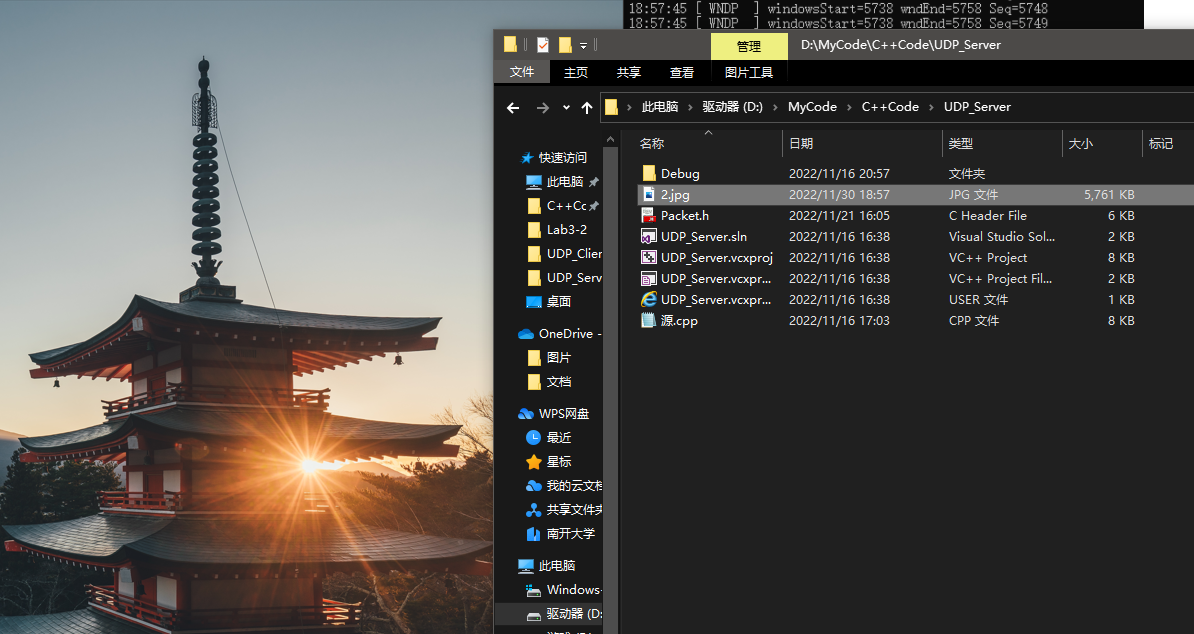 18:57:45 [ WNDP ] windowsStart=5738 wndEnd=5758 Seq=5748
18:57:45 [ WNDP ] windowsStart=5738 wndEnd=5758 Seq=5749
管理
D:\MyCode\C++Code\UDP_Server
文件
主页
共享
查看
图片工具
此电脑
驱动器 (D:)
MyCode
C++Code
UDP_Server
快速访问
此电脑
C++Cc
Lab3-2
UDP_Clier
UDP_Serv
桌面
OneDrive -
图片
文档
WPS网盘
最近
星标
我的云文档
共享文件夹
南开大学
此电脑
Windows-
驱动器 (D:
名称 日期 类型 大小 标记
Debug 2022/11/16 20:57 文件夹
2.jpg 2022/11/30 18:57 JPG 文件 5,761 KB
Packet.h 2022/11/21 16:05 C Header File 6 KB
UDP_Server.sln 2022/11/16 16:38 Visual Studio Sol... 2 KB
UDP_Server.vcxproj 2022/11/16 16:38 VC++ Project 8 KB
UDP_Server.vcxpr... 2022/11/16 16:38 VC++ Project Fil... 2 KB
UDP_Server.vcxpr... 2022/11/16 16:38 USER 文件 1 KB
源.cpp 2022/11/16 17:03 CPP 文件 8 KB